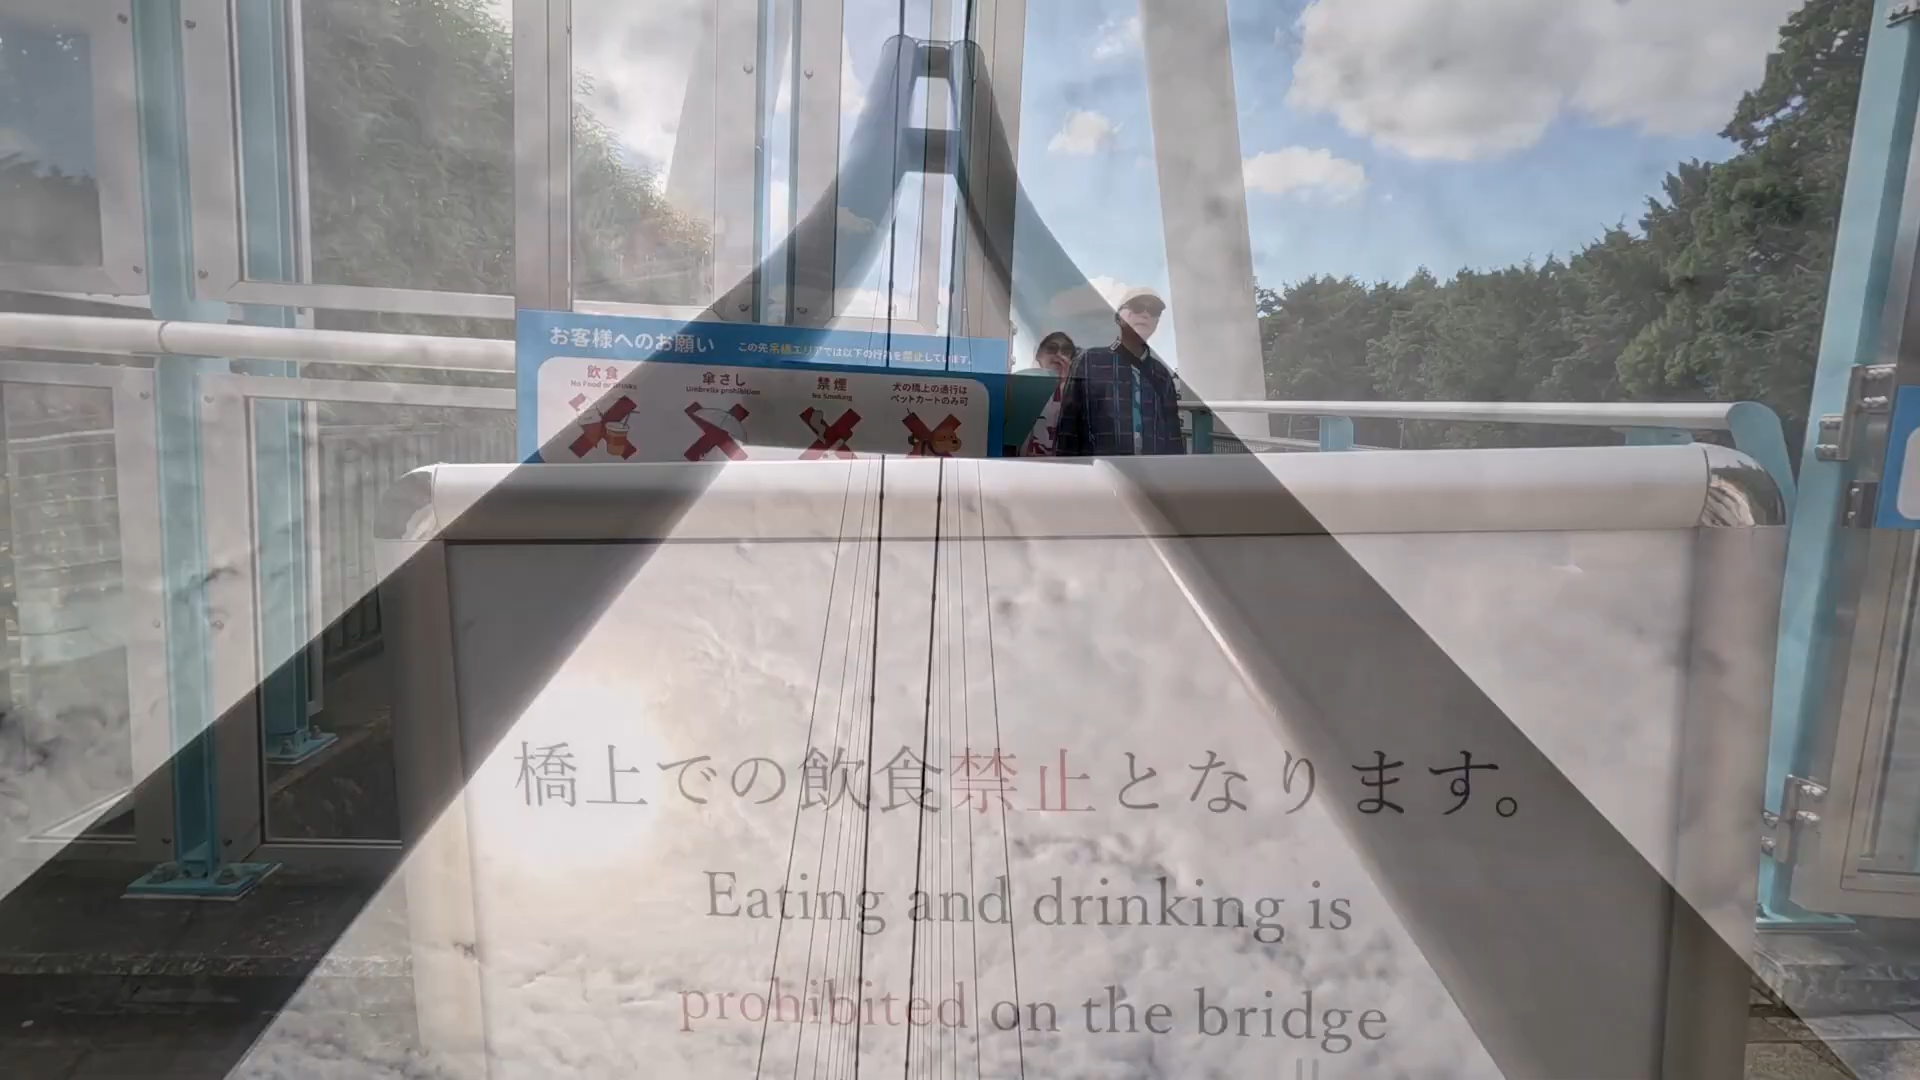 お客様へのお願い
この先吊橋エリアでは以下の行為を禁止しています。
飲食
No Food or Drinks
傘さし
Umbrella prohibition
禁煙
No Smoking
犬の橋上の通行は
ペットカートのみ可
橋上での飲食禁止となります。
Eating and drinking is
prohibited on the bridge